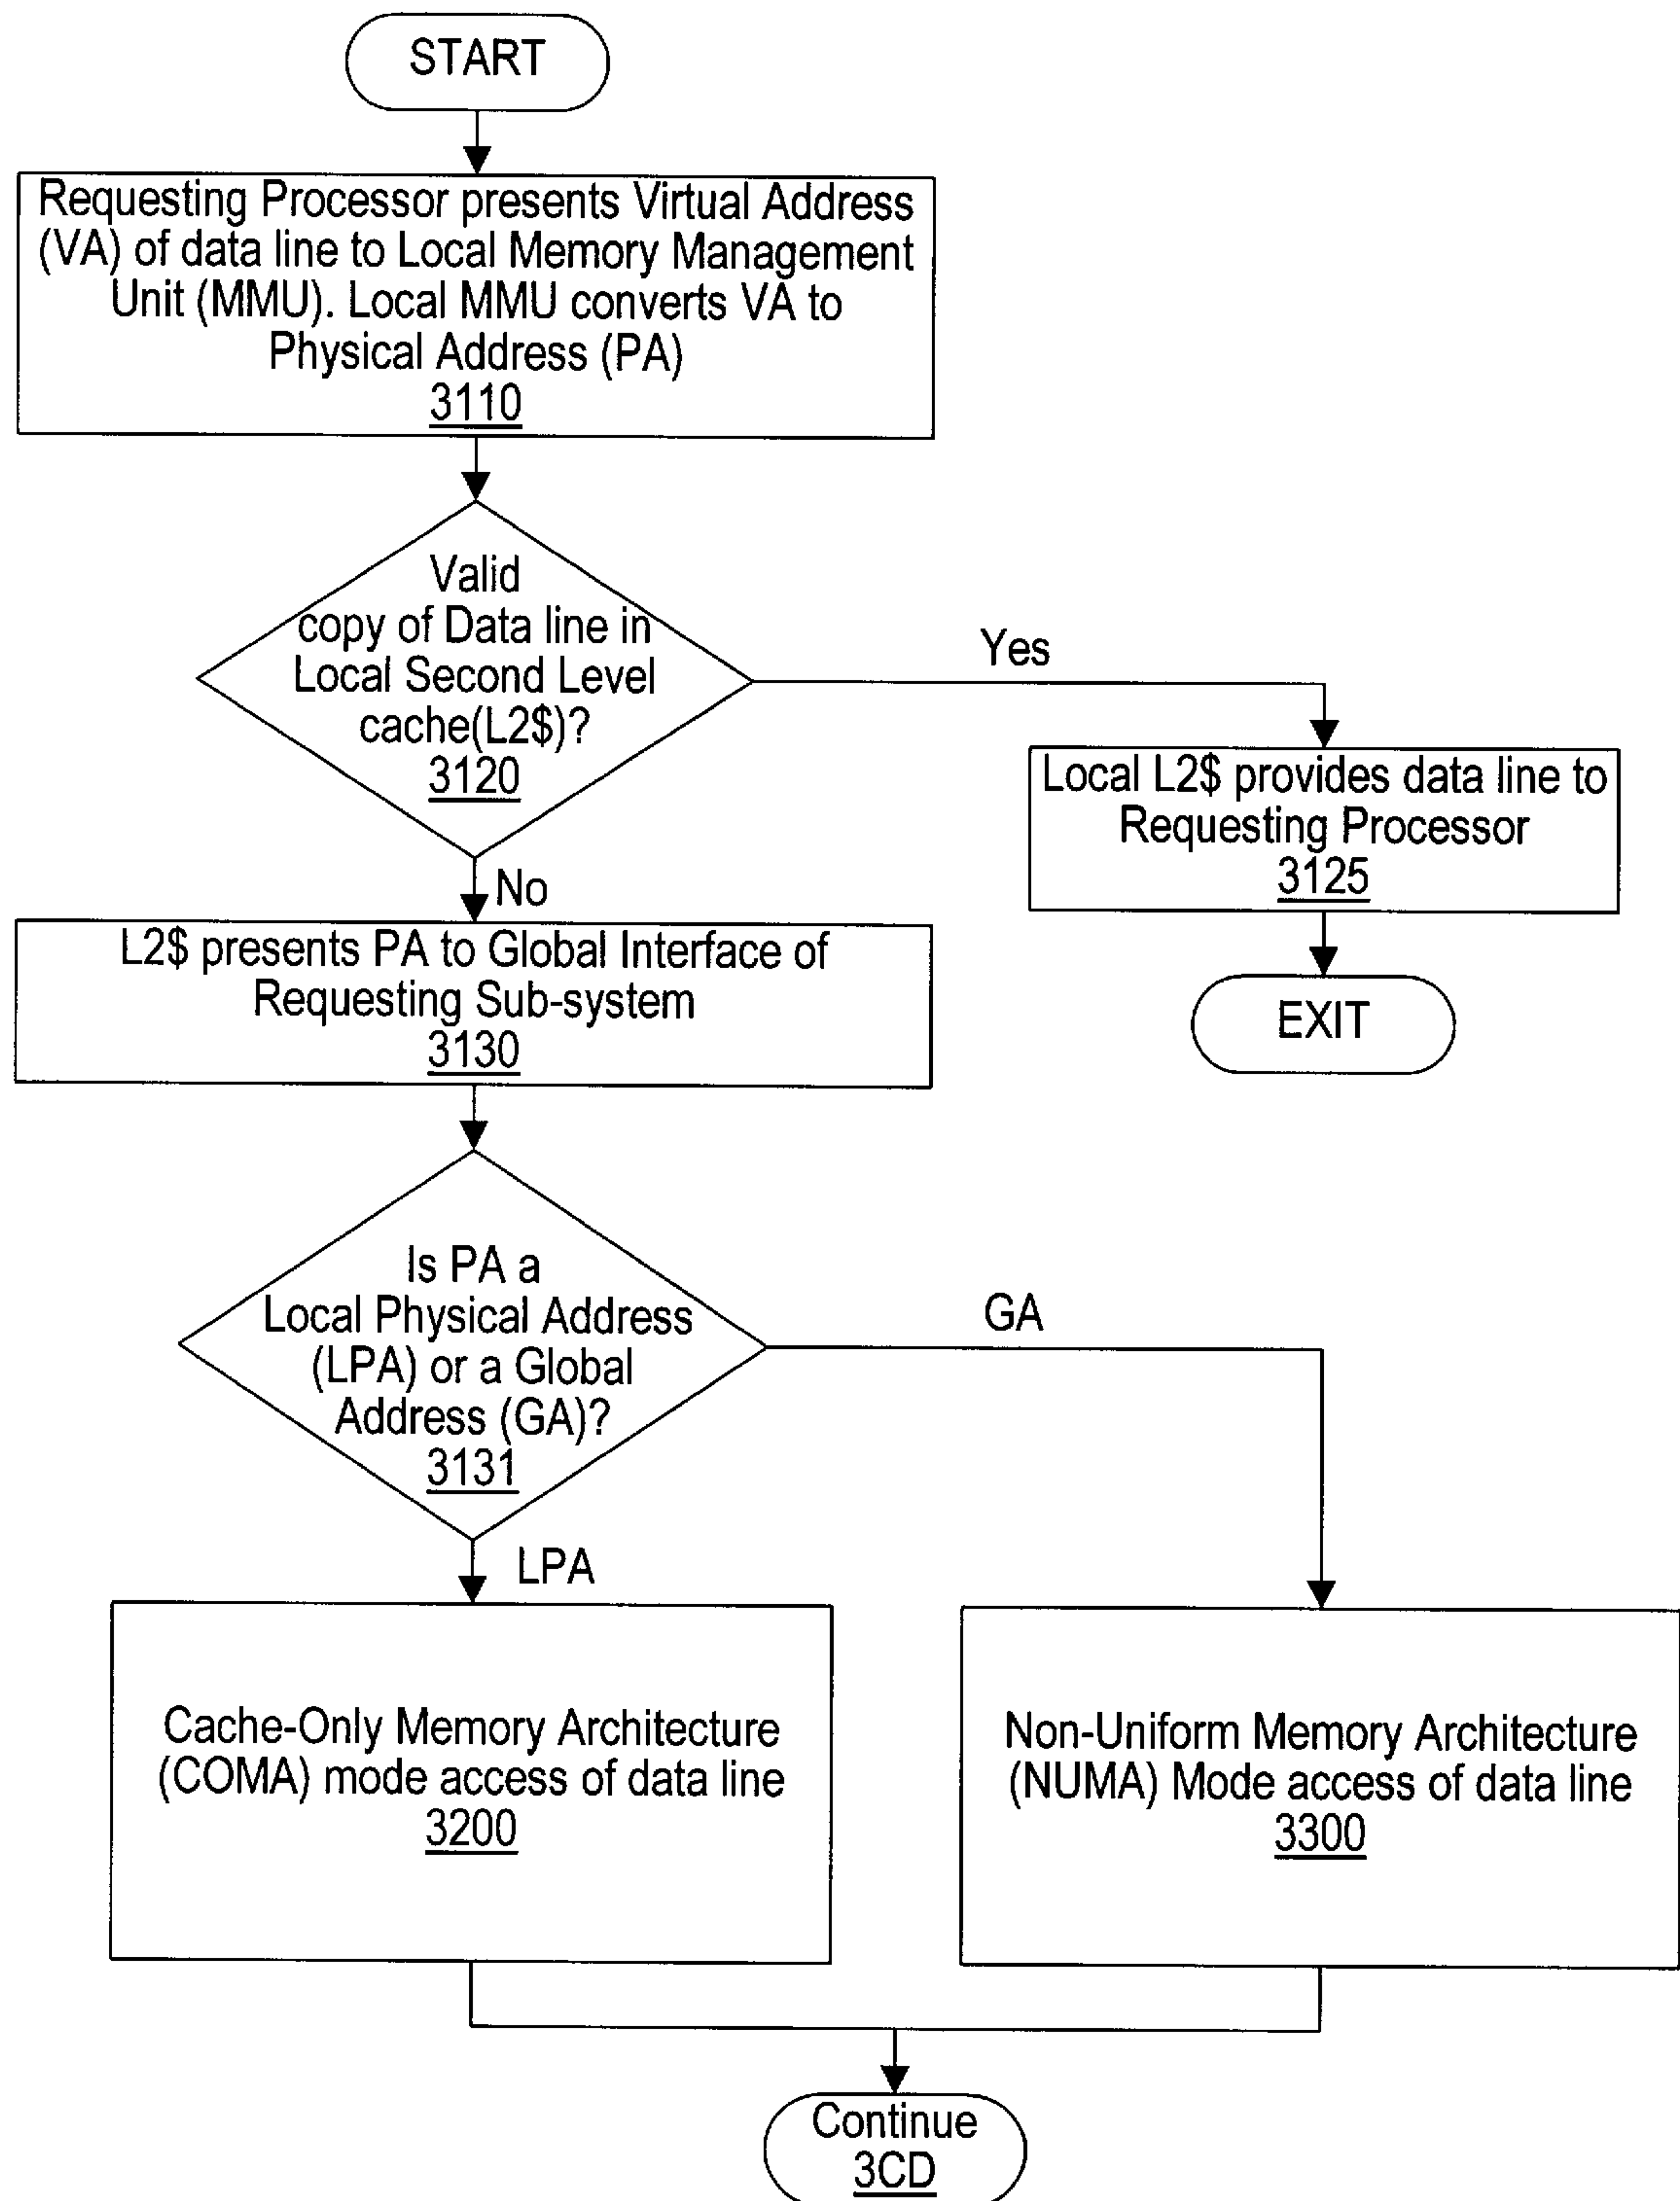 START
Requesting Processor presents Virtual Address
(VA) of data line to Local Memory Management
Unit (MMU). Local MMU converts VA to
Physical Address (PA)
3110
Valid
copy of Data line in
Local Second Level
cache(L2$)?
3120
Yes
Local L2$ provides data line to
Requesting Processor
3125
EXIT
No
L2$ presents PA to Global Interface of
Requesting Sub-system
3130
Is PA a
Local Physical Address
(LPA) or a Global
Address (GA)?
3131
GA
LPA
Cache-Only Memory Architecture
(COMA) mode access of data line
3200
Non-Uniform Memory Architecture
(NUMA) Mode access of data line
3300
Continue
3CD